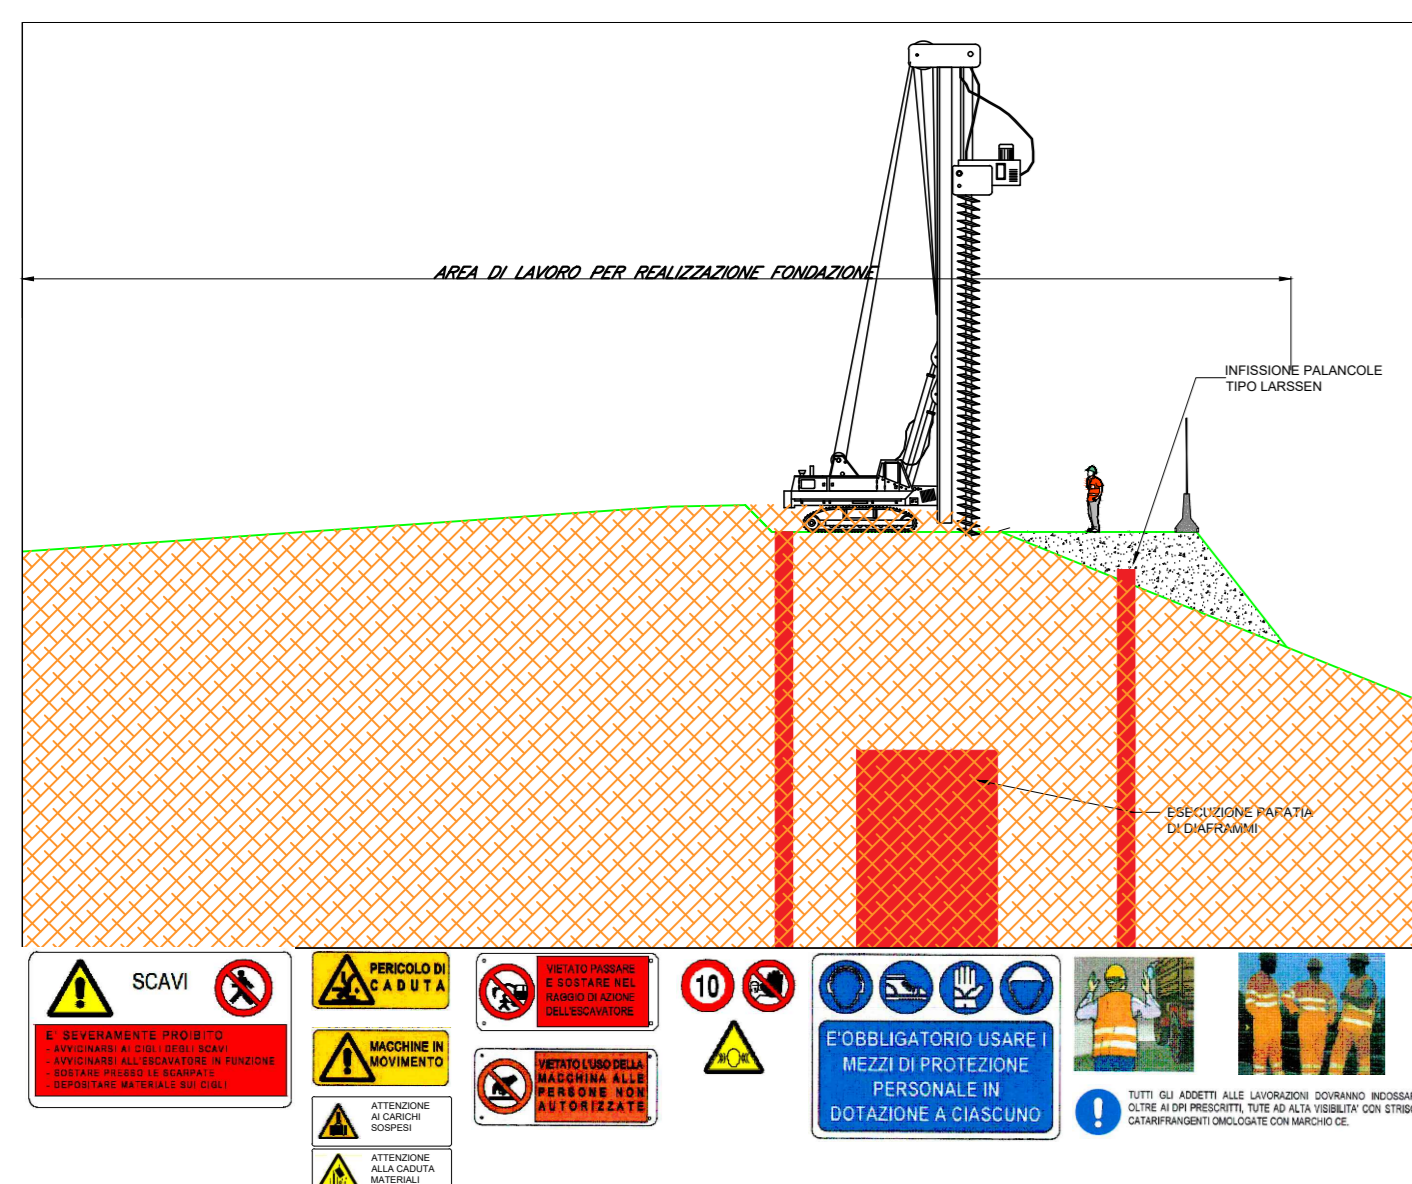 AREA DI LAVORO PER REALIZZAZIONE FONDAZIONE
INFISSIONE PALANCOLE
TIPO LARSSEN
ESECUZIONE PARATIA
DI DIAFRAMMI
SCAVI
E' SEVERAMENTE PROIBITO
- AVVICINARSI AI CIGLI DEGLI SCAVI
- AVVICINARSI ALL'ESCAVATORE IN FUNZIONE
- SOSTARE PRESSO LE SCARPATE
- DEPOSITARE MATERIALE SUI CIGLI
PERICOLO DI
CADUTA
MACCHINE IN
MOVIMENTO
ATTENZIONE
AI CARICHI
SOSPESI
ATTENZIONE
ALLA CADUTA
MATERIALI
VIETATO PASSARE
E SOSTARE NEL
RAGGIO DI AZIONE
DELL'ESCAVATORE
VIETATO L'USO DELLA
MACCHINA ALLE
PERSONE NON
AUTORIZZATE
10
E'OBBLIGATORIO USARE I
MEZZI DI PROTEZIONE
PERSONALE IN
DOTAZIONE A CIASCUNO
TUTTI GLI ADDETTI ALLE LAVORAZIONI DOVRANNO INDOSSAR
OLTRE AI DPI PRESCRITTI, TUTE AD ALTA VISIBILITA' CON STRISC
CATARIFRANGENTI OMOLOGATE CON MARCHIO CE.